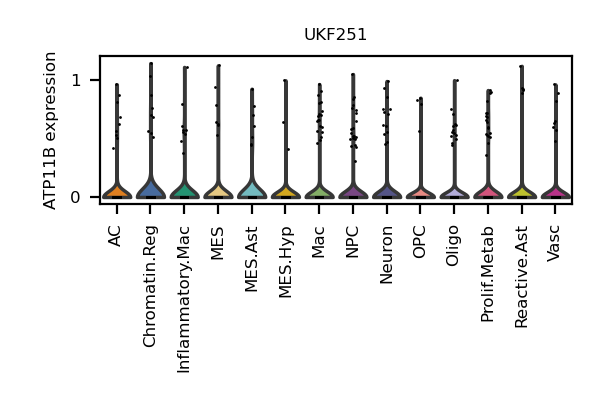 UKF251
ATP11B expression
1
0
AC
Chromatin.Reg
Inflammatory.Mac
MES
MES.Ast
MES.Hyp
Mac
NPC
Neuron
OPC
Oligo
Prolif.Metab
Reactive.Ast
Vasc